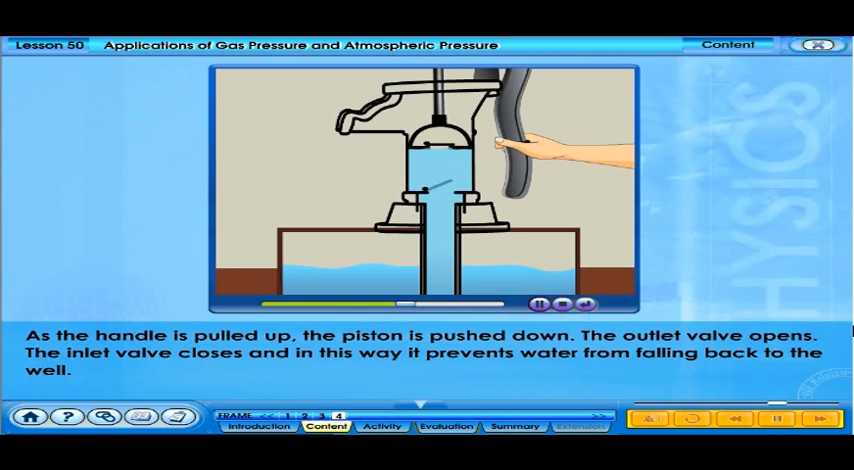 Lesson 50 Applications of Gas Pressure and Atmospheric Pressure Content
PHYSICS
As the handle is pulled up, the piston is pushed down. The outlet valve opens.
The inlet valve closes and in this way it prevents water from falling back to the
well.
FRAME << 1 2 3 4 >>
Introduction Content Activity Evaluation Summary Extension